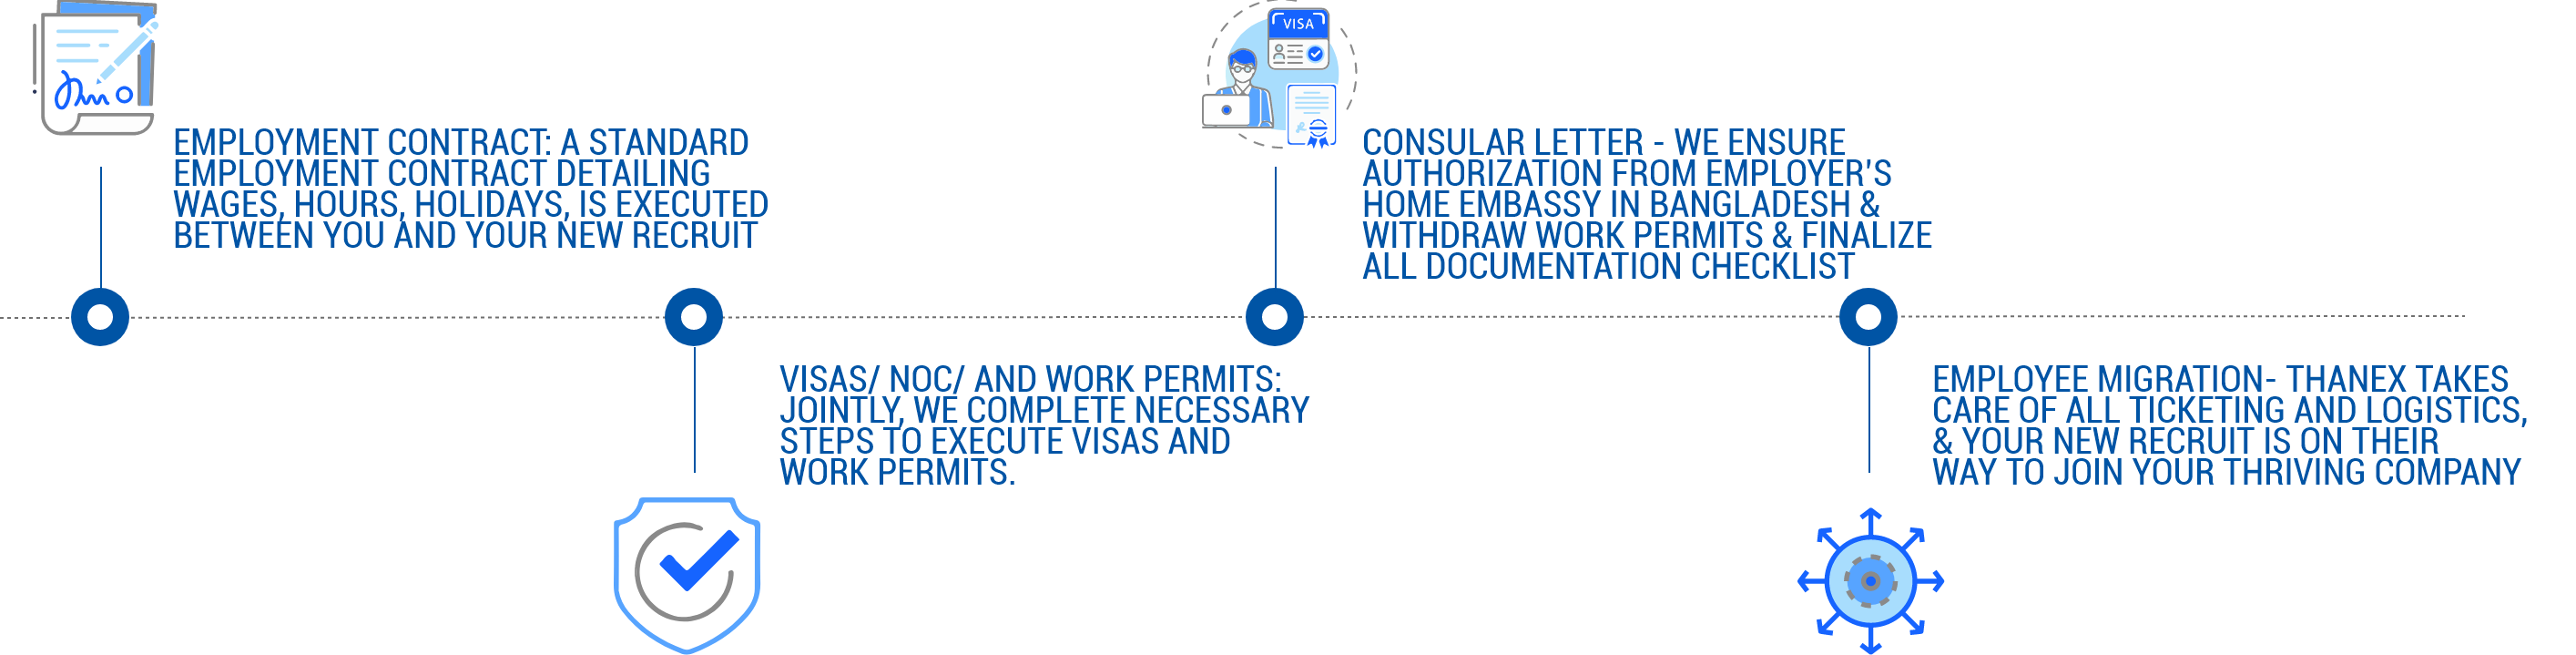 EMPLOYMENT CONTRACT: A STANDARD
EMPLOYMENT CONTRACT DETAILING
WAGES, HOURS, HOLIDAYS, IS EXECUTED
BETWEEN YOU AND YOUR NEW RECRUIT
VISAS/ NOC/ AND WORK PERMITS:
JOINTLY, WE COMPLETE NECESSARY
STEPS TO EXECUTE VISAS AND
WORK PERMITS.
VISA
CONSULAR LETTER - WE ENSURE
AUTHORIZATION FROM EMPLOYER'S
HOME EMBASSY IN BANGLADESH &
WITHDRAW WORK PERMITS & FINALIZE
ALL DOCUMENTATION CHECKLIST
EMPLOYEE MIGRATION- THANEX TAKES
CARE OF ALL TICKETING AND LOGISTICS,
& YOUR NEW RECRUIT IS ON THEIR
WAY TO JOIN YOUR THRIVING COMPANY